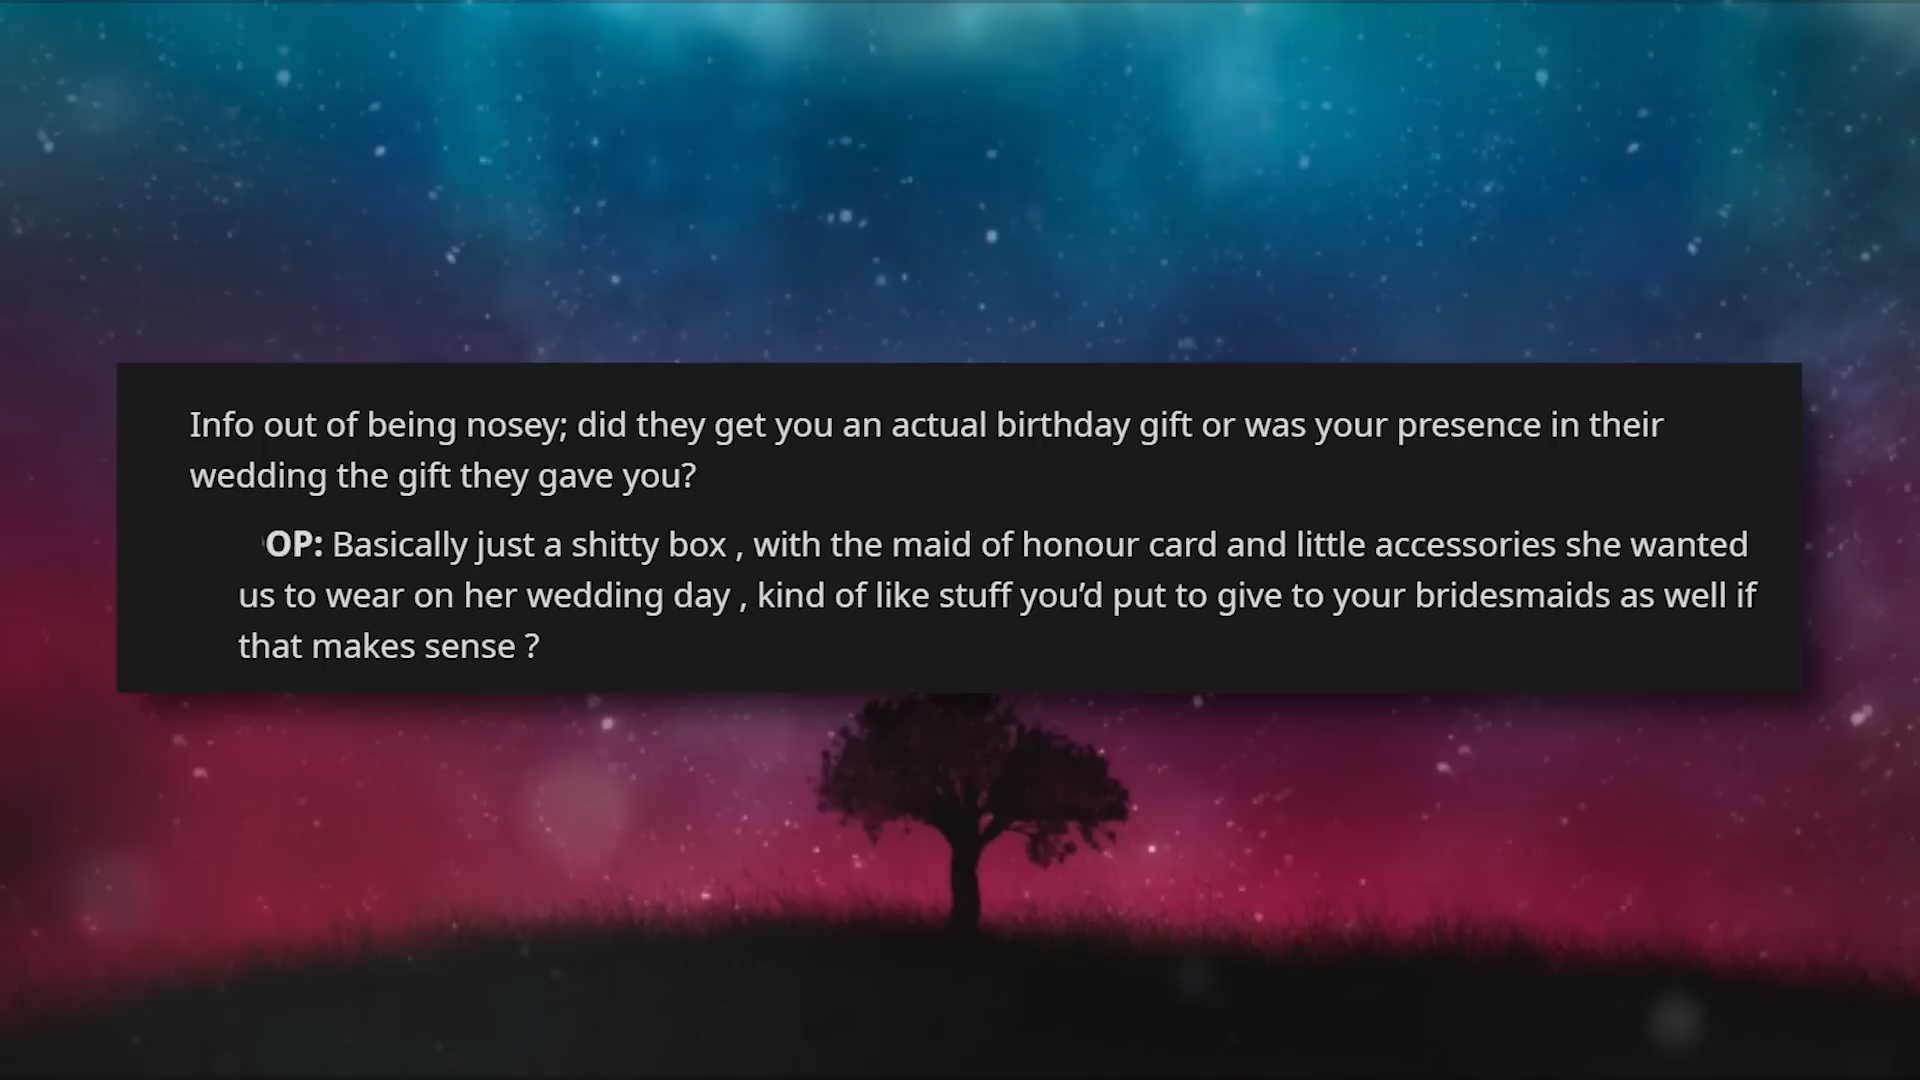 Info out of being nosey; did they get you an actual birthday gift or was your presence in their
wedding the gift they gave you?
OP: Basically just a shitty box , with the maid of honour card and little accessories she wanted
us to wear on her wedding day , kind of like stuff you’d put to give to your bridesmaids as well if
that makes sense ?